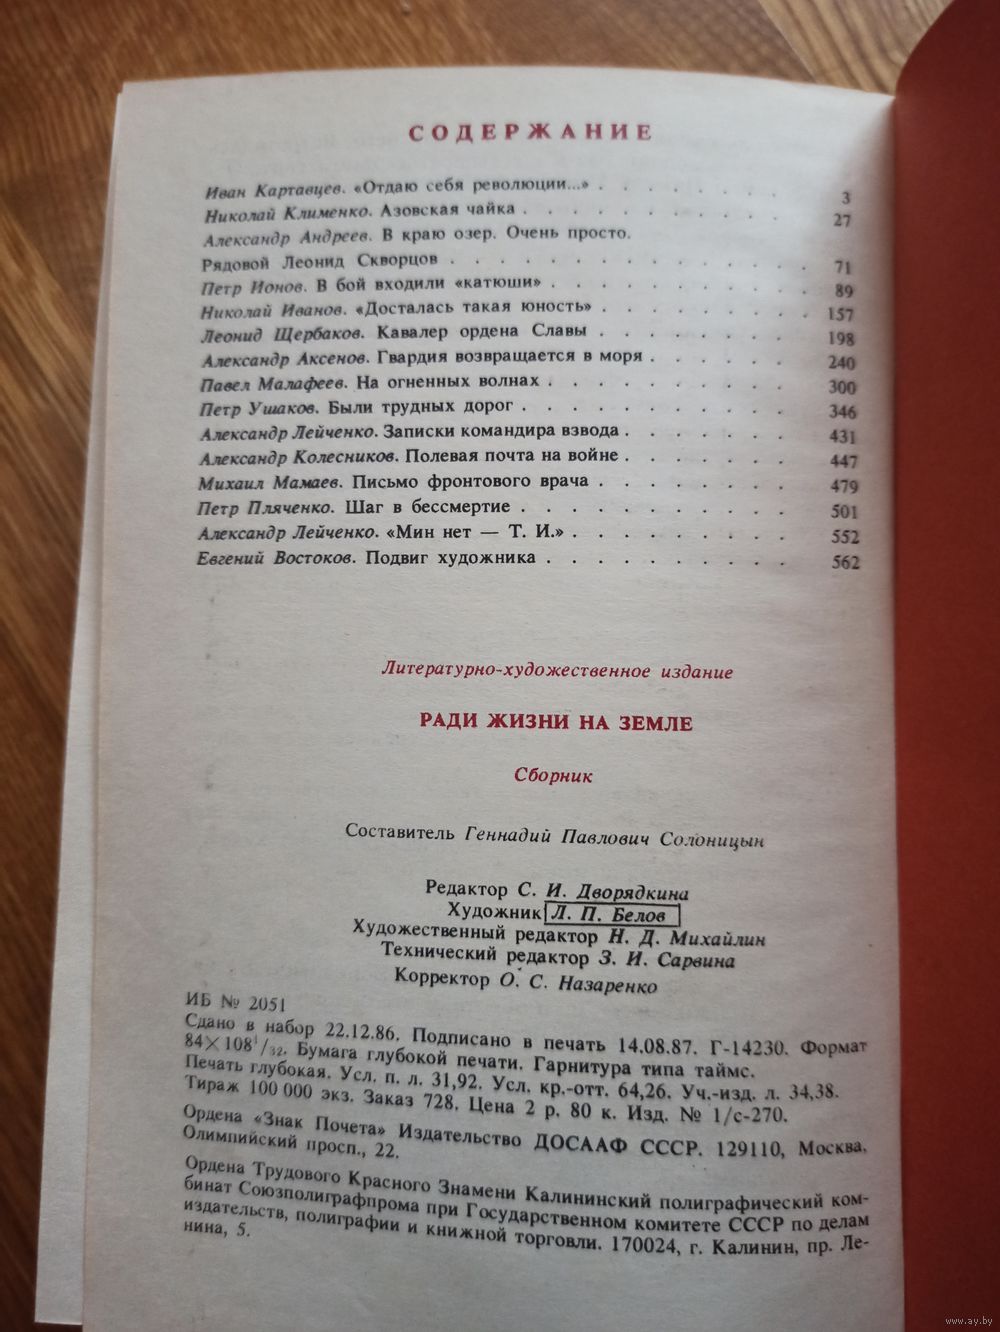 СОДЕРЖАНИЕ
Иван Картавцев. «Отдаю себя революции...» . . . . . . . . 3
Николай Клименко. Азовская чайка . . . . . . . . . . . 27
Александр Андреев. В краю озер. Очень просто.
Рядовой Леонид Скворцов . . . . . . . . . . . . . . 71
Петр Ионов. В бой входили «катюши» . . . . . . . . . . 89
Николай Иванов. «Досталась такая юность» . . . . . . . . 157
Леонид Щербаков. Кавалер ордена Славы . . . . . . . . 198
Александр Аксенов. Гвардия возвращается в моря . . . . . . 240
Павел Малафеев. На огненных волнах . . . . . . . . . . 300
Петр Ушаков. Были трудных дорог . . . . . . . . . . . 346
Александр Лейченко. Записки командира взвода . . . . . . . 431
Александр Колесников. Полевая почта на войне . . . . . . . 447
Михаил Мамаев. Письмо фронтового врача . . . . . . . . 479
Петр Пляченко. Шаг в бессмертие . . . . . . . . . . . 501
Александр Лейченко. «Мин нет — Т. И.» . . . . . . . . . 552
Евгений Востоков. Подвиг художника . . . . . . . . . . 562
Литературно-художественное издание
РАДИ ЖИЗНИ НА ЗЕМЛЕ
Сборник
Составитель Геннадий Павлович Солоницын
Редактор С. И. Дворядкина
Художник Л. П. Белов
Художественный редактор Н. Д. Михайлин
Технический редактор З. И. Сарвина
Корректор О. С. Назаренко
ИБ № 2051
Сдано в набор 22.12.86. Подписано в печать 14.08.87. Г-14230. Формат
84×108¹/₃₂. Бумага глубокой печати. Гарнитура типа таймс.
Печать глубокая. Усл. п. л. 31,92. Усл. кр.-отт. 64,26. Уч.-изд. л. 34,38.
Тираж 100 000 экз. Заказ 728. Цена 2 р. 80 к. Изд. № 1/с-270.
Ордена «Знак Почета» Издательство ДОСААФ СССР. 129110, Москва,
Олимпийский просп., 22.
Ордена Трудового Красного Знамени Калининский полиграфический ком-
бинат Союзполиграфпрома при Государственном комитете СССР по делам
издательств, полиграфии и книжной торговли. 170024, г. Калинин, пр. Ле-
нина, 5.
www.ay.by